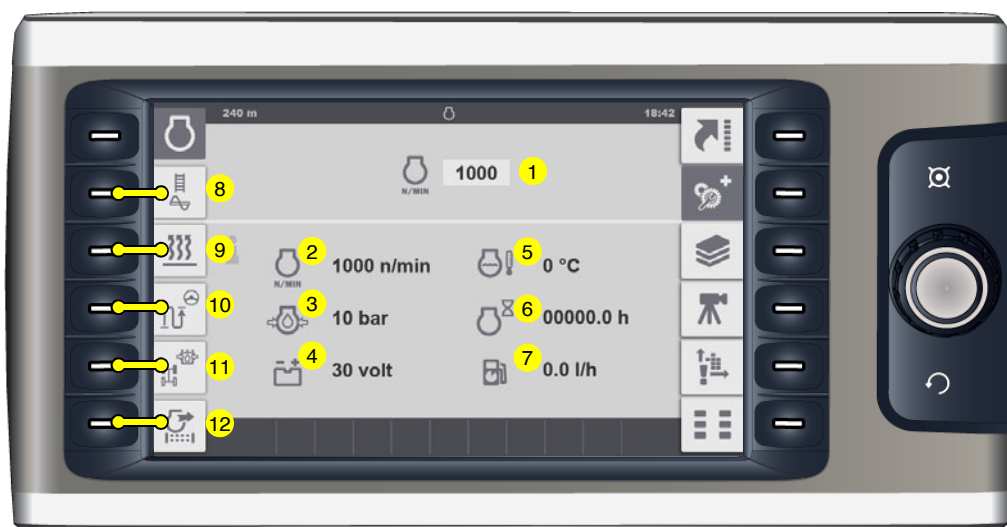 240 m 18:42
N/MIN 1000 1
8
9
2 1000 n/min 5 0 °C
N/MIN
10 3 10 bar 6 00000.0 h
11 4 30 volt 7 0.0 l/h
12